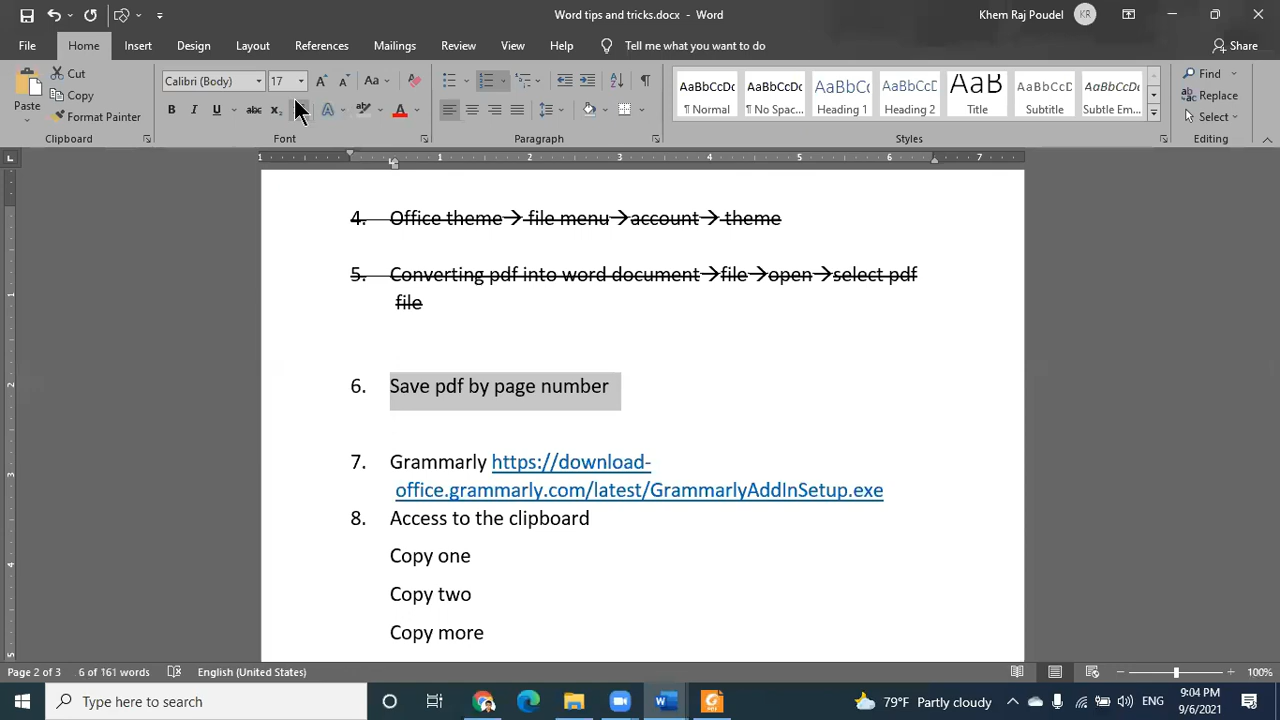 Word tips and tricks.docx - Word
Khem Raj Poudel
KR
File Home Insert Design Layout References Mailings Review View Help Tell me what you want to do
Share
Paste
Cut
Copy
Format Painter
Clipboard
Calibri (Body) 17
Font
Paragraph
AaBbCcDc
¶ Normal
AaBbCcDc
¶ No Spac...
AaBbCc
Heading 1
AaBbCcD
Heading 2
AaB
Title
AaBbCcD
Subtitle
AaBbCcDc
Subtle Em...
Styles
Find
Replace
Select
Editing
4. Office theme→ file menu→account→ theme
5. Converting pdf into word document→file→open→select pdf
file
6. Save pdf by page number
7. Grammarly https://download-
office.grammarly.com/latest/GrammarlyAddInSetup.exe
8. Access to the clipboard
Copy one
Copy two
Copy more
Page 2 of 3 6 of 161 words English (United States) 100%
Type here to search
79°F Partly cloudy
ENG
9:04 PM
9/6/2021